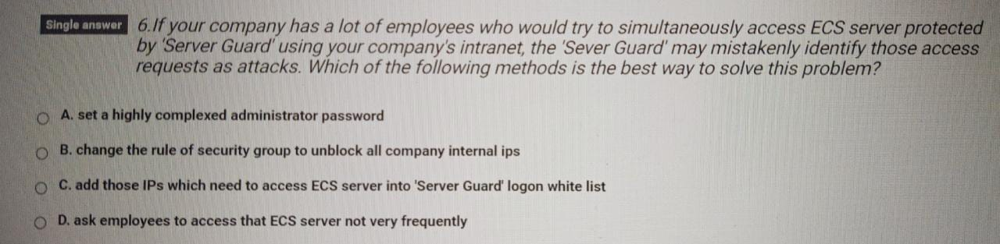 Single answer 6.If your company has a lot of employees who would try to simultaneously access ECS server protected
by 'Server Guard' using your company's intranet, the 'Sever Guard' may mistakenly identify those access
requests as attacks. Which of the following methods is the best way to solve this problem?
A. set a highly complexed administrator password
B. change the rule of security group to unblock all company internal ips
C. add those IPs which need to access ECS server into 'Server Guard' logon white list
D. ask employees to access that ECS server not very frequently